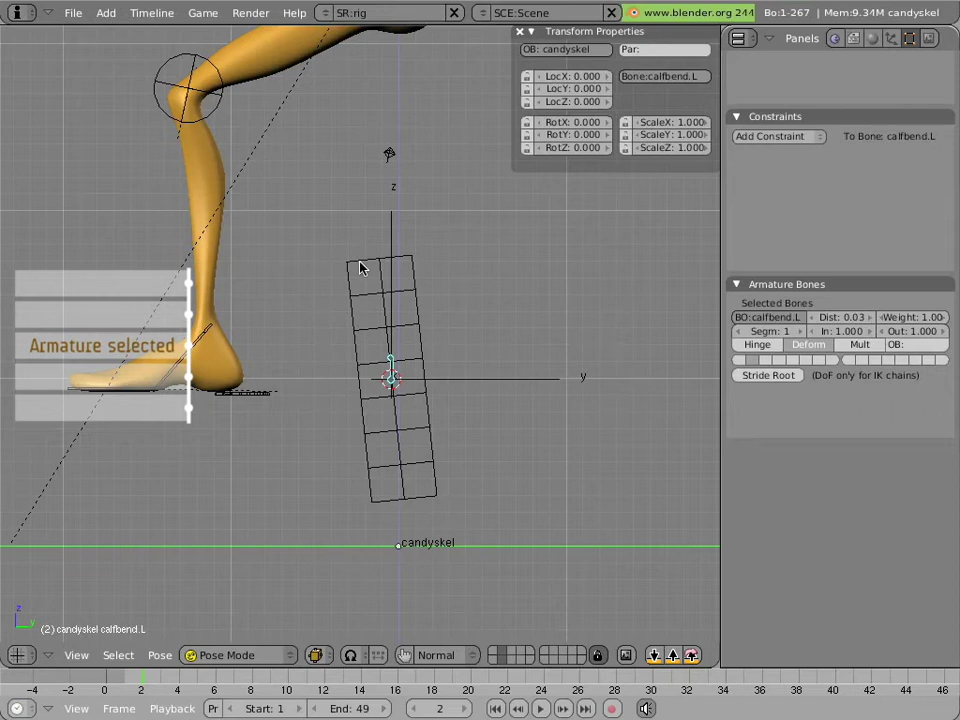 File Add Timeline Game Render Help SR:rig SCE:Scene www.blender.org 244 Bo:1-267 | Mem:9.34M candyskel
Transform Properties
OB: candyskel Par:
LocX: 0.000 Bone:calfbend.L
LocY: 0.000
LocZ: 0.000
RotX: 0.000 ScaleX: 1.000
RotY: 0.000 ScaleY: 1.000
RotZ: 0.000 ScaleZ: 1.000
Panels
Constraints
Add Constraint To Bone: calfbend.L
Armature Bones
Selected Bones
BO:calfbend.L Dist: 0.03 Weight: 1.00
Segm: 1 In: 1.000 Out: 1.000
Hinge Deform Mult OB:
Stride Root (DoF only for IK chains)
z
Armature selected
y
candyskel
z
y
(2) candyskel calfbend.L
View Select Pose Pose Mode Normal
-4 -2 0 2 4 6 8 10 12 14 16 18 20 22 24 26 28 30 32 34 36 38 40 42 44 46
View Frame Playback Pr Start: 1 End: 49 2